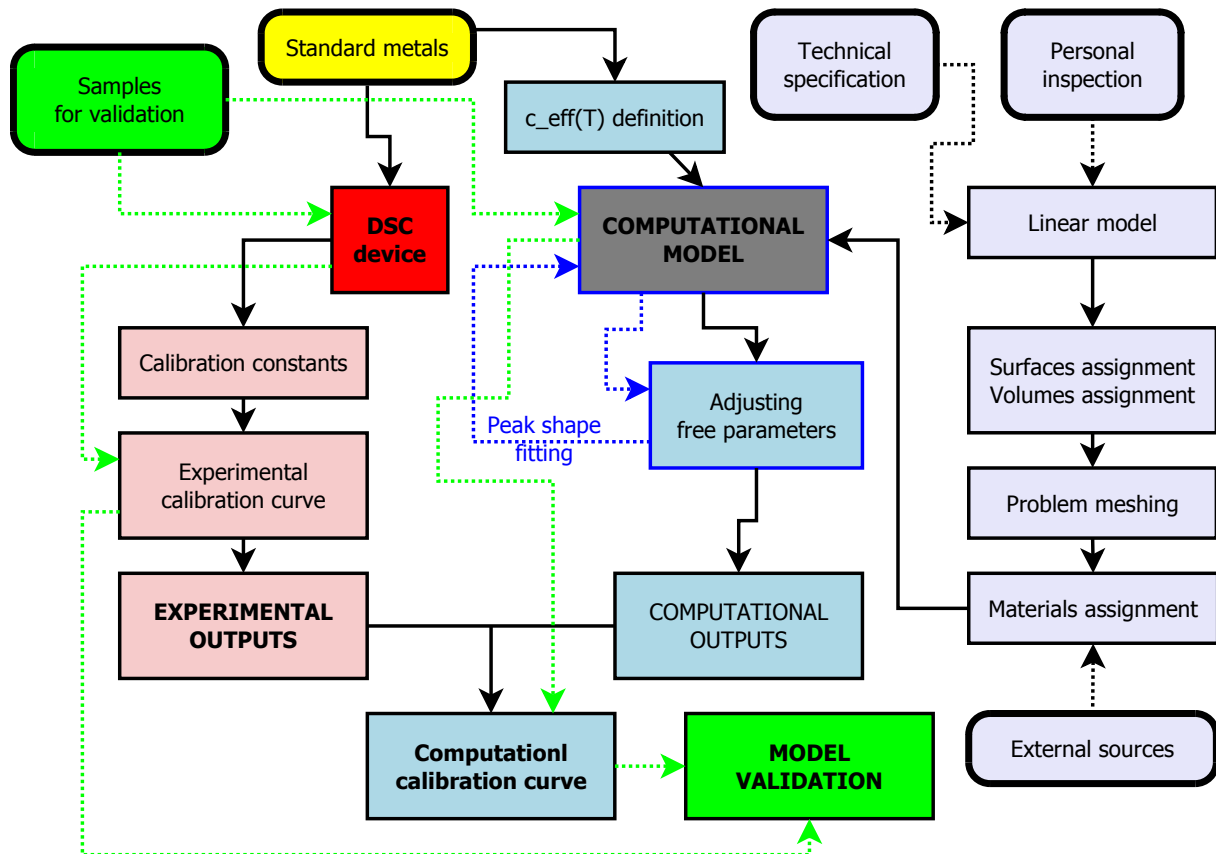 Standard metals
Technical
specification
Personal
inspection
Samples
for validation
c_eff(T) definition
DSC
device
COMPUTATIONAL
MODEL
Linear model
Calibration constants
Surfaces assignment
Volumes assignment
Adjusting
free parameters
Peak shape
fitting
Experimental
calibration curve
Problem meshing
EXPERIMENTAL
OUTPUTS
COMPUTATIONAL
OUTPUTS
Materials assignment
Computationl
calibration curve
MODEL
VALIDATION
External sources